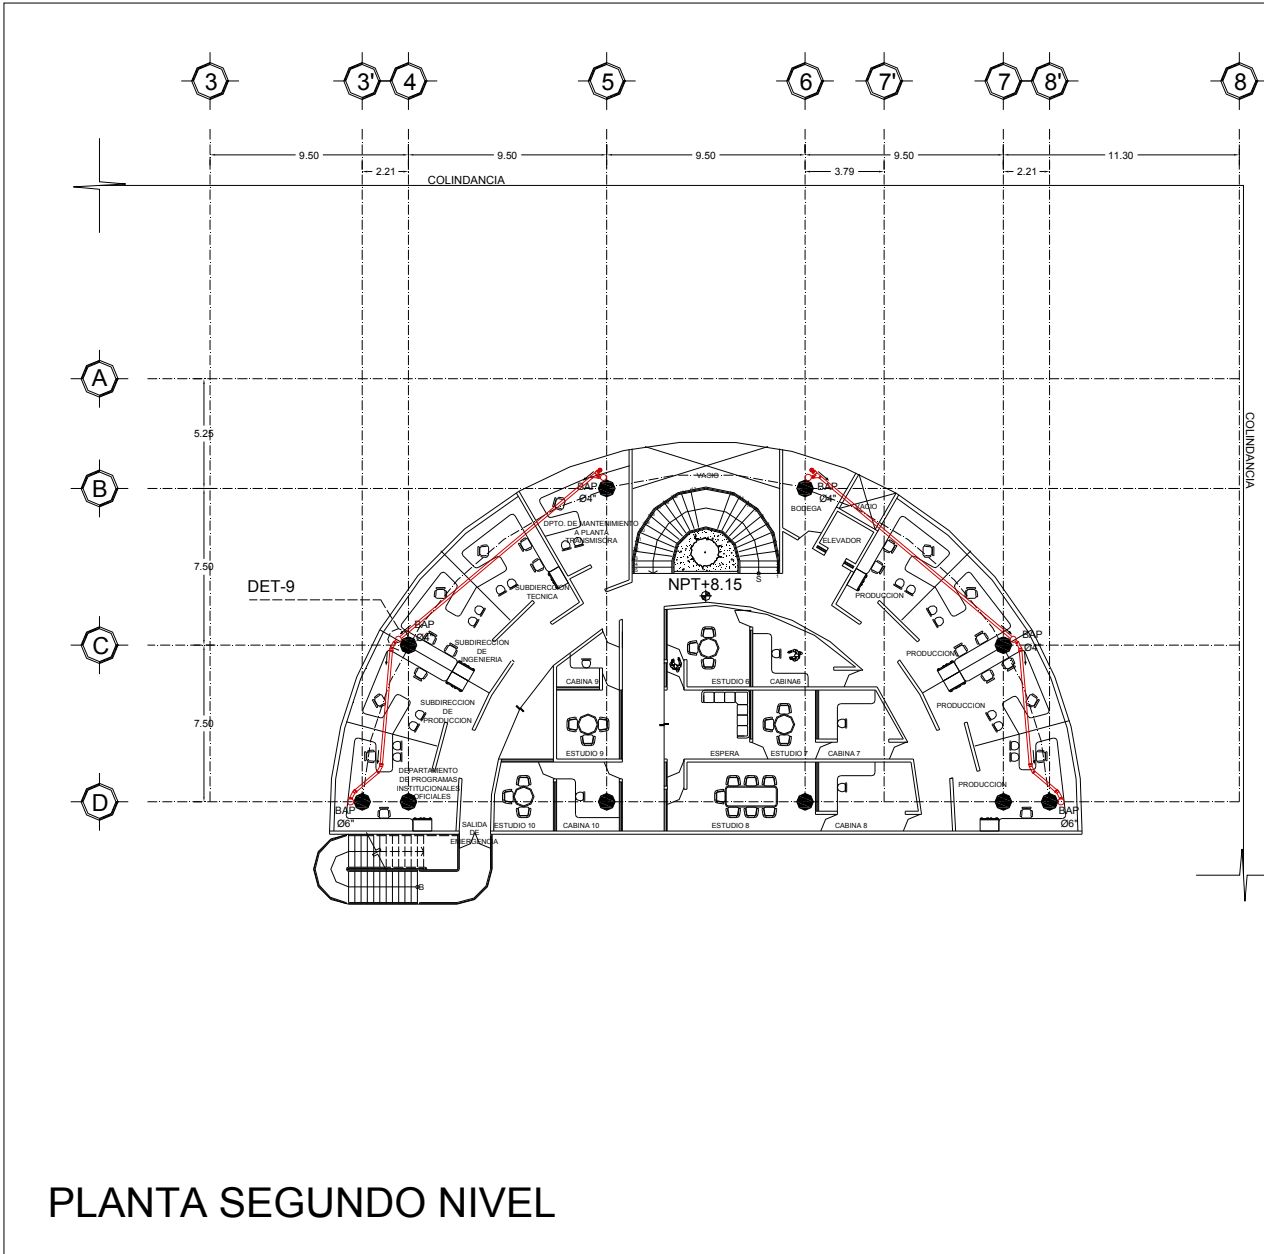 3 3' 4 5 6 7' 7 8' 8
9.50 9.50 9.50 9.50 11.30
2.21 3.79 2.21
COLINDANCIA
A
COLINDANCIA
5.25
B
VACIO
BAP
Ø4"
BAP
Ø4"
BODEGA
VACIO
DPTO. DE MANTENIMIENTO
A PLANTA
TRANSMISORA
ELEVADOR
7.50
S
NPT+8.15
DET-9
SUBDIERCCION
TECNICA
PRODUCCION
BAP
Ø4"
BAP
Ø4"
C
SUBDIRECCION
DE
INGENIERIA
PRODUCCION
CABINA 9
ESTUDIO 6
CABINA6
SUBDIRECCION
DE
PRODUCCION
PRODUCCION
7.50
ESTUDIO 9
ESPERA
ESTUDIO 7
CABINA 7
DEPARTAMENTO
DE PROGRAMAS
INSTITUCIONALES
OFICIALES
PRODUCCION
D
BAP
Ø6"
BAP
Ø6"
SALIDA
DE
EMERGENCIA
ESTUDIO 10
CABINA 10
ESTUDIO 8
CABINA 8
B
PLANTA SEGUNDO NIVEL